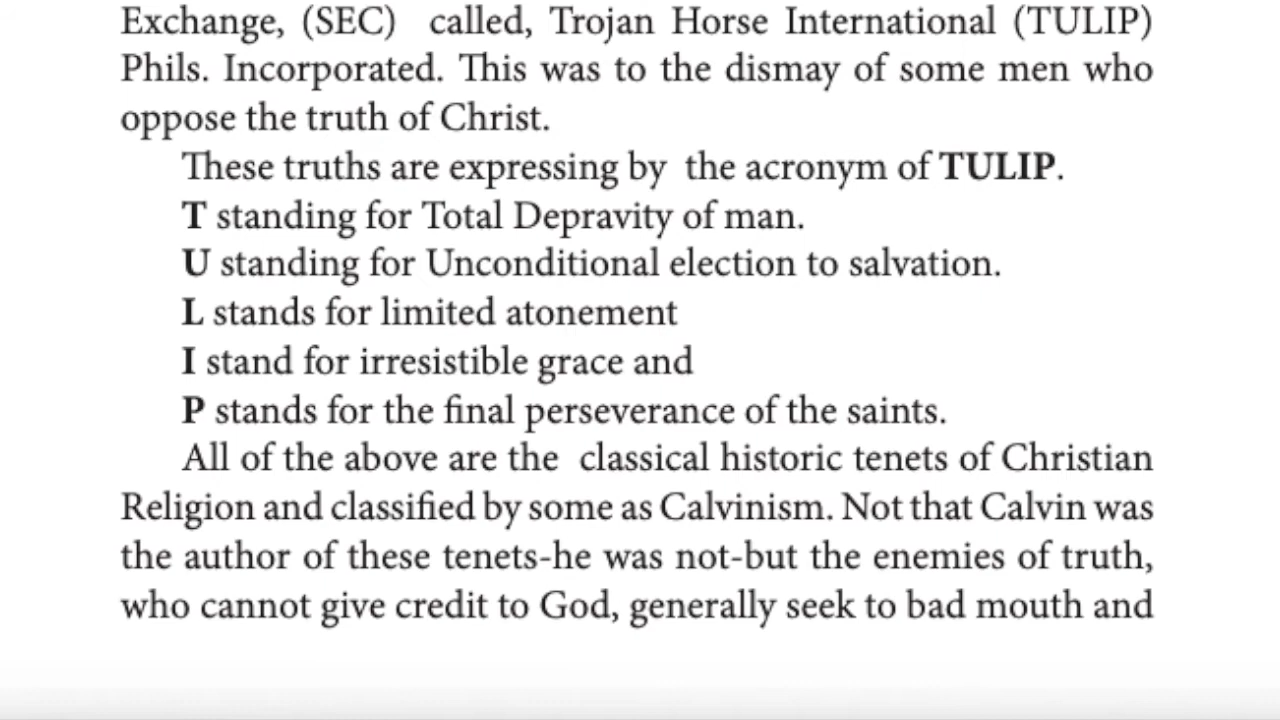 Exchange, (SEC) called, Trojan Horse International (TULIP)
Phils. Incorporated. This was to the dismay of some men who
oppose the truth of Christ.
These truths are expressing by the acronym of TULIP.
T standing for Total Depravity of man.
U standing for Unconditional election to salvation.
L stands for limited atonement
I stand for irresistible grace and
P stands for the final perseverance of the saints.
All of the above are the classical historic tenets of Christian
Religion and classified by some as Calvinism. Not that Calvin was
the author of these tenets-he was not-but the enemies of truth,
who cannot give credit to God, generally seek to bad mouth and